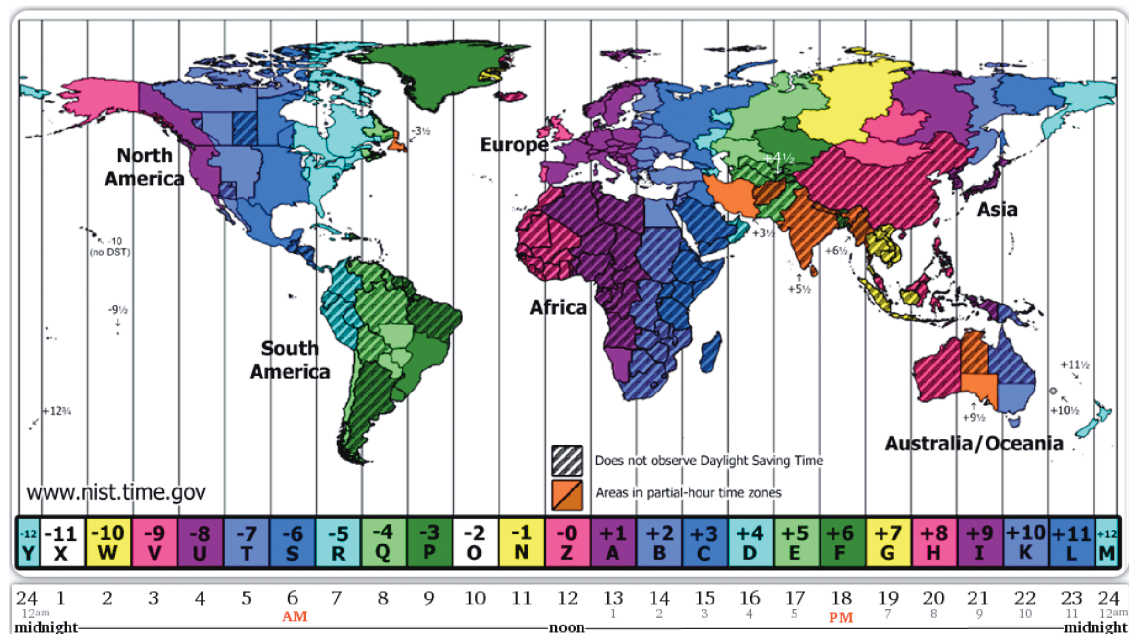 -3½
Europe
North
America
+4½
Asia
-10
(no DST)
+3½
+6½
+5½
Africa
-9½
South
America
+11½
+12¾
+10½
+9½
Australia/Oceania
Does not observe Daylight Saving Time
Areas in partial-hour time zones
www.nist.time.gov
-12 -11 -10 -9 -8 -7 -6 -5 -4 -3 -2 -1 -0 +1 +2 +3 +4 +5 +6 +7 +8 +9 +10 +11 +12
Y X W V U T S R Q P O N Z A B C D E F G H I K L M
24 1 2 3 4 5 6 7 8 9 10 11 12 13 14 15 16 17 18 19 20 21 22 23 24
12am AM 1 2 3 4 5 PM 7 8 9 10 11 12am
midnight noon midnight